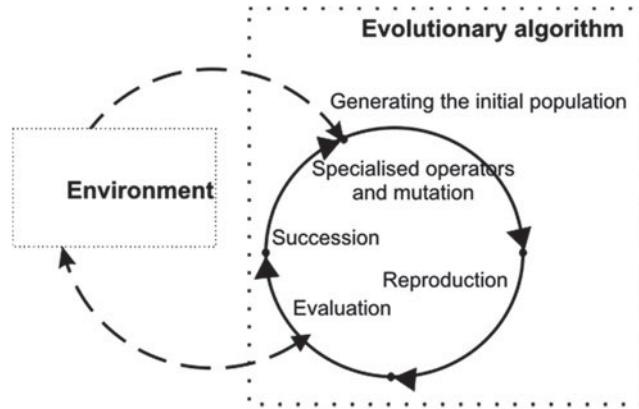 Evolutionary algorithm
Generating the initial population
Specialised operators
and mutation
Environment
Succession
Reproduction
Evaluation